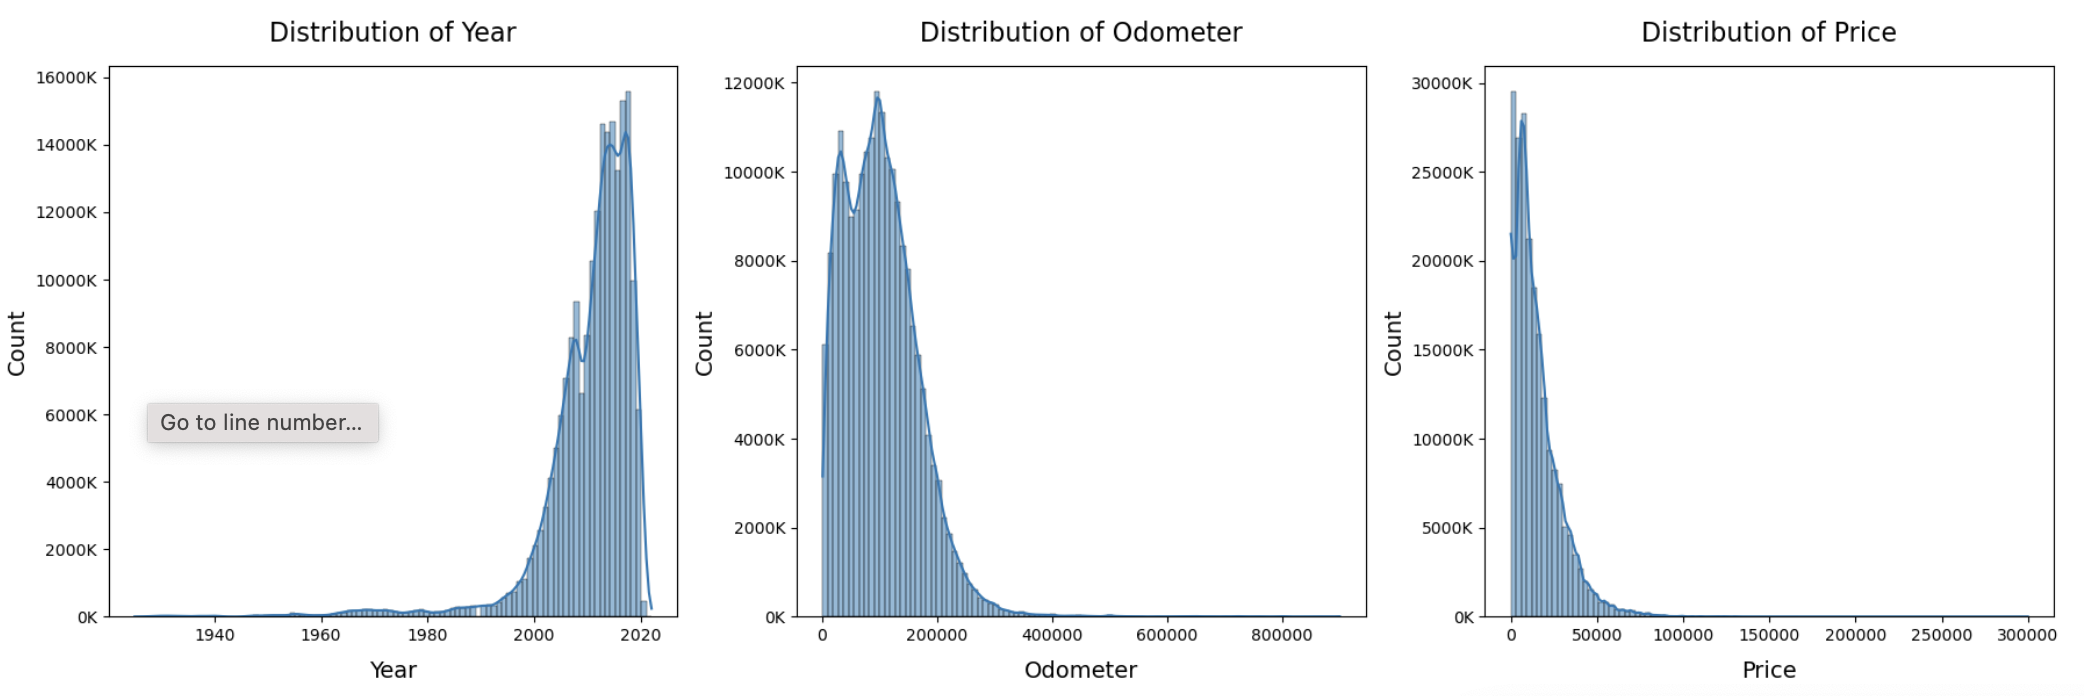 Distribution of Year
16000K
14000K
12000K
10000K
8000K
6000K
4000K
2000K
0K
Count
1940 1960 1980 2000 2020
Year
Go to line number...
Distribution of Odometer
12000K
10000K
8000K
6000K
4000K
2000K
0K
Count
0 200000 400000 600000 800000
Odometer
Distribution of Price
30000K
25000K
20000K
15000K
10000K
5000K
0K
Count
0 50000 100000 150000 200000 250000 300000
Price